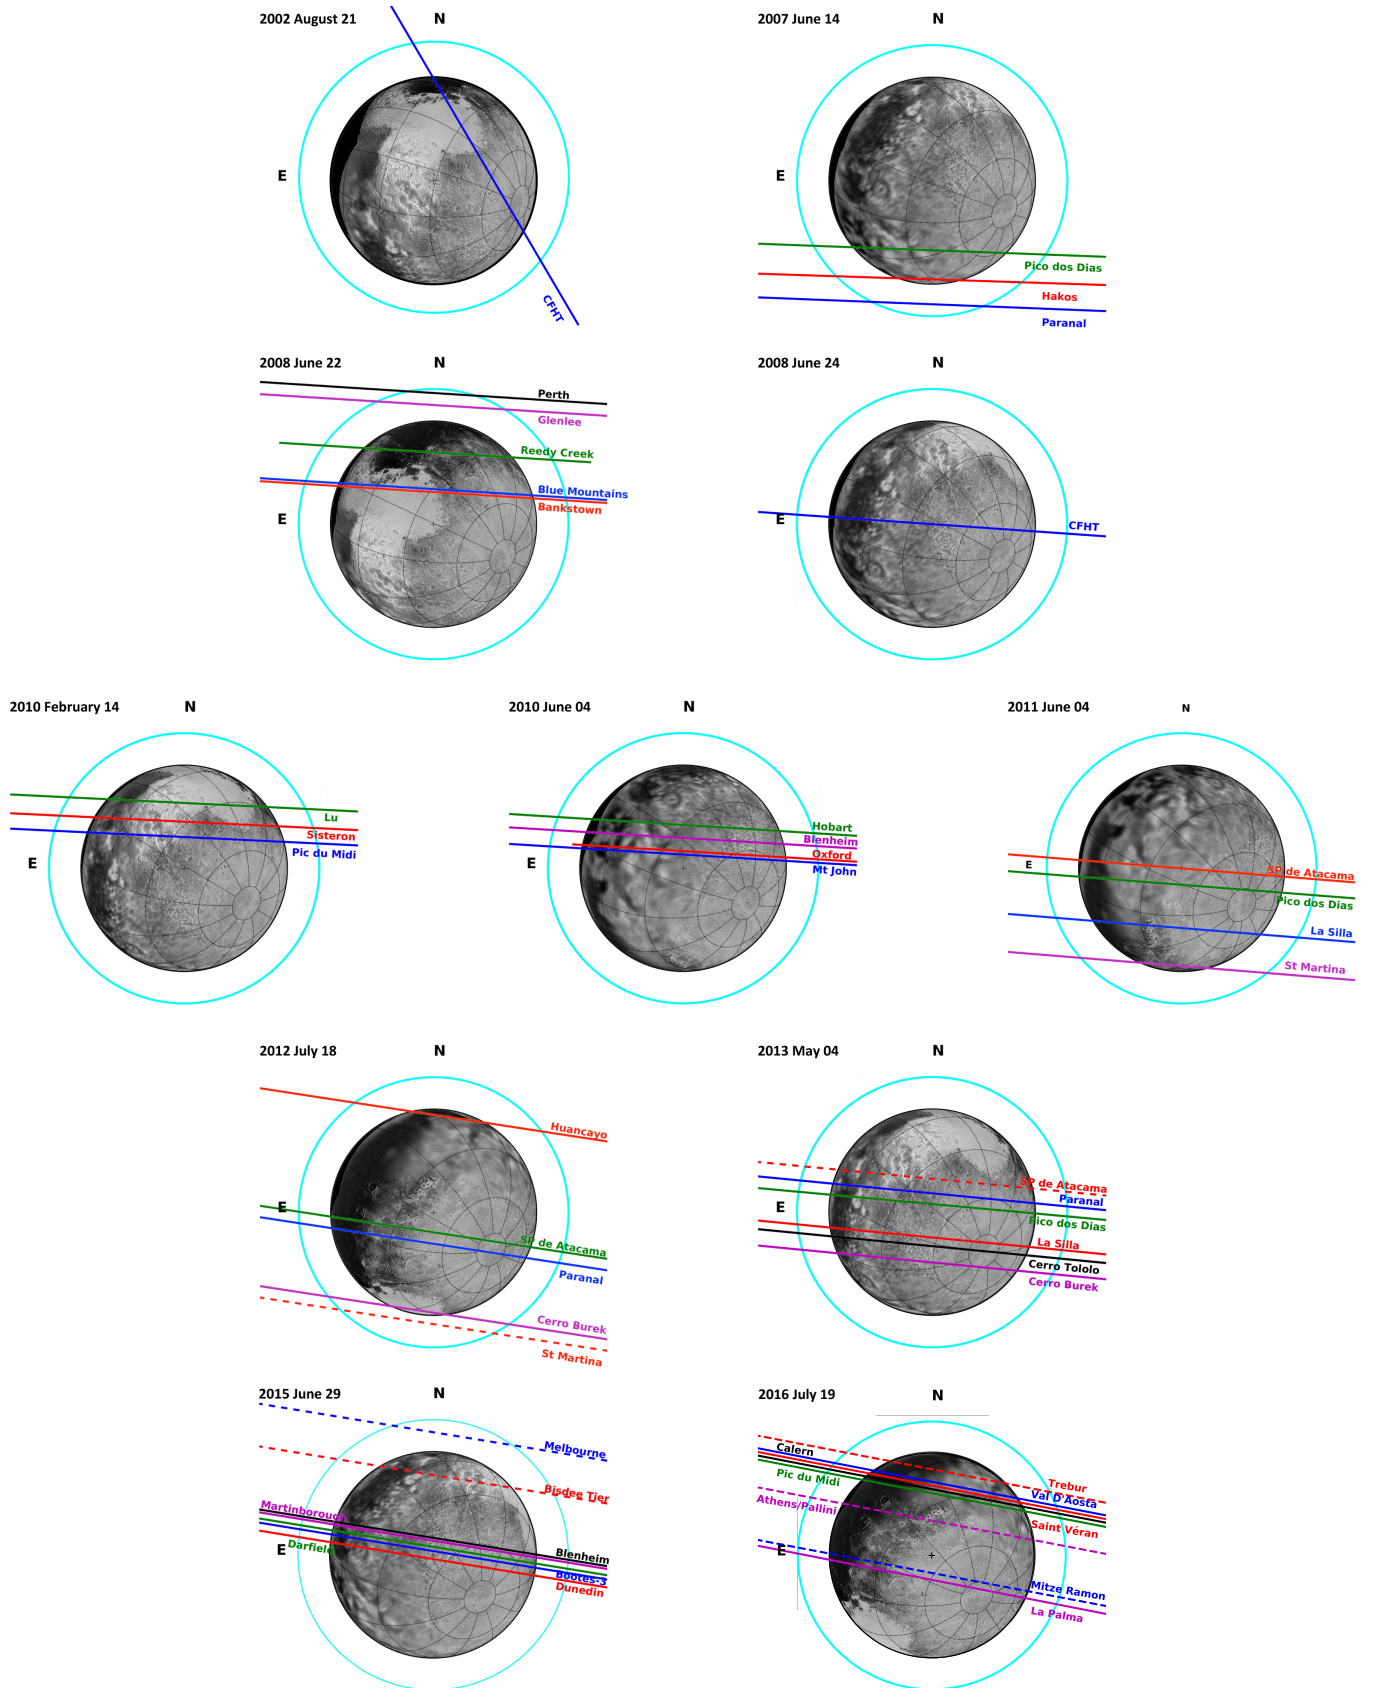 2002 August 21
N
E
CFHT
2007 June 14
N
E
Pico dos Dias
Hakos
Paranal
2008 June 22
N
Perth
Glenlee
Reedy Creek
Blue Mountains
Bankstown
E
2008 June 24
N
E
CFHT
2010 February 14
N
Lu
Sisteron
Pic du Midi
E
2010 June 04
N
Hobart
Blenheim
Oxford
Mt John
E
2011 June 04
N
E
SP de Atacama
Pico dos Dias
La Silla
St Martina
2012 July 18
N
Huancayo
E
SP de Atacama
Paranal
Cerro Burek
St Martina
2013 May 04
N
SP de Atacama
Paranal
E
Pico dos Dias
La Silla
Cerro Tololo
Cerro Burek
2015 June 29
N
Melbourne
Bisdee Tier
Martinborough
Darfield
E
Blenheim
Bootes-3
Dunedin
2016 July 19
N
Calern
Pic du Midi
Athens/Pallini
Trebur
Val D'Aosta
Saint Véran
E
Mitze Ramon
La Palma